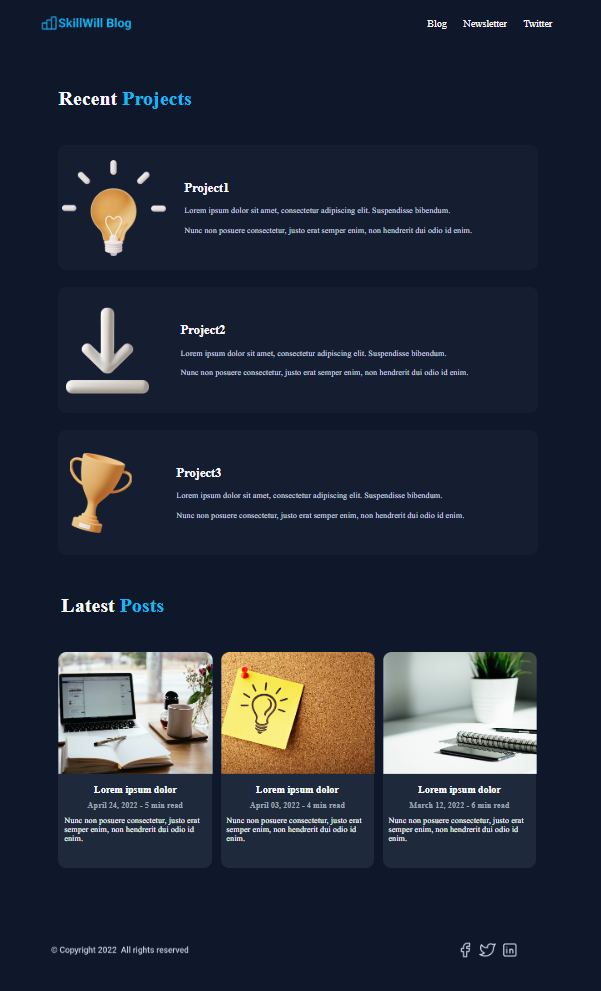 SkillWill Blog
Blog Newsletter Twitter
Recent Projects
Project1
Lorem ipsum dolor sit amet, consectetur adipiscing elit. Suspendisse bibendum.
Nunc non posuere consectetur, justo erat semper enim, non hendrerit dui odio id enim.
Project2
Lorem ipsum dolor sit amet, consectetur adipiscing elit. Suspendisse bibendum.
Nunc non posuere consectetur, justo erat semper enim, non hendrerit dui odio id enim.
Project3
Lorem ipsum dolor sit amet, consectetur adipiscing elit. Suspendisse bibendum.
Nunc non posuere consectetur, justo erat semper enim, non hendrerit dui odio id enim.
Latest Posts
Lorem ipsum dolor
April 24, 2022 - 5 min read
Nunc non posuere consectetur, justo erat
semper enim, non hendrerit dui odio id
enim.
Lorem ipsum dolor
April 03, 2022 - 4 min read
Nunc non posuere consectetur, justo erat
semper enim, non hendrerit dui odio id
enim.
Lorem ipsum dolor
March 12, 2022 - 6 min read
Nunc non posuere consectetur, justo erat
semper enim, non hendrerit dui odio id
enim.
© Copyright 2022 All rights reserved